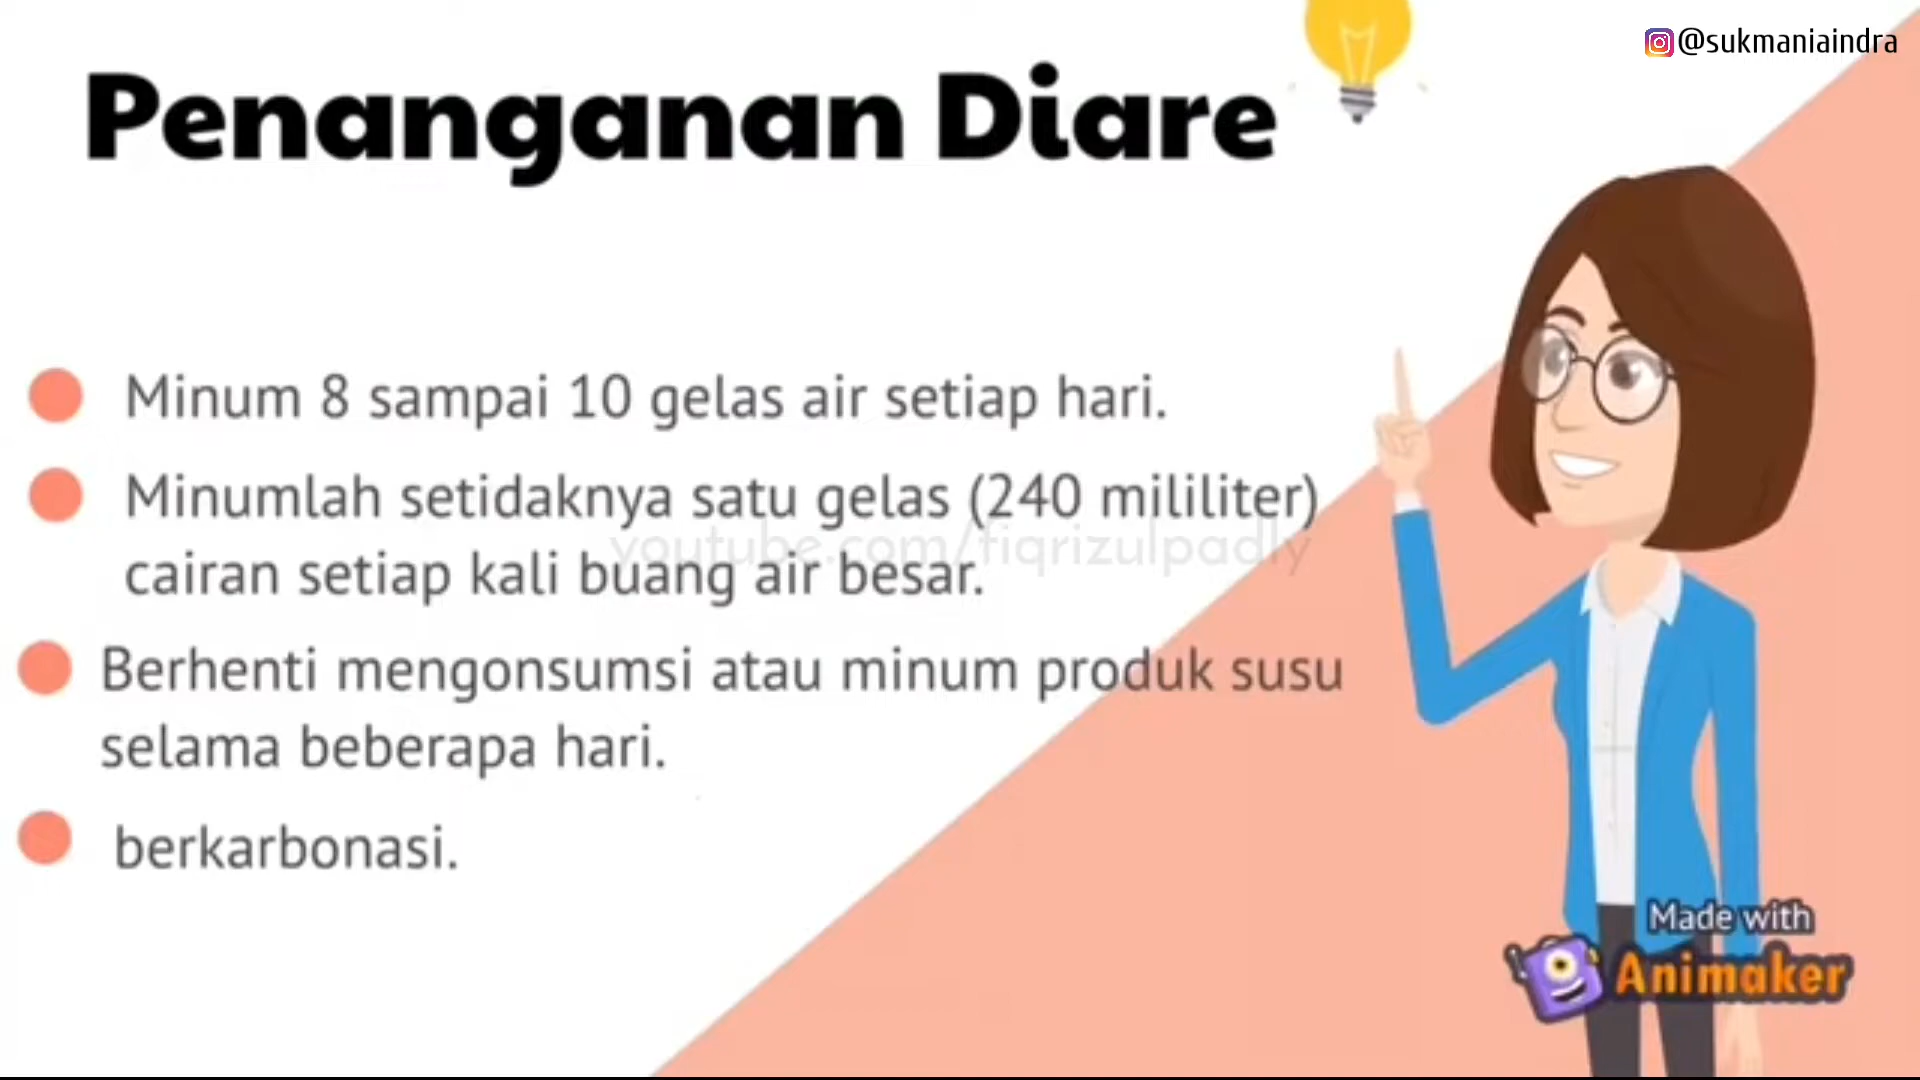 @sukmaniaindra
Penanganan Diare
Minum 8 sampai 10 gelas air setiap hari.
Minumlah setidaknya satu gelas (240 mililiter)
youtube.com/fiqrizulpadly
cairan setiap kali buang air besar.
Berhenti mengonsumsi atau minum produk susu
selama beberapa hari.
berkarbonasi.
Made with
Animaker